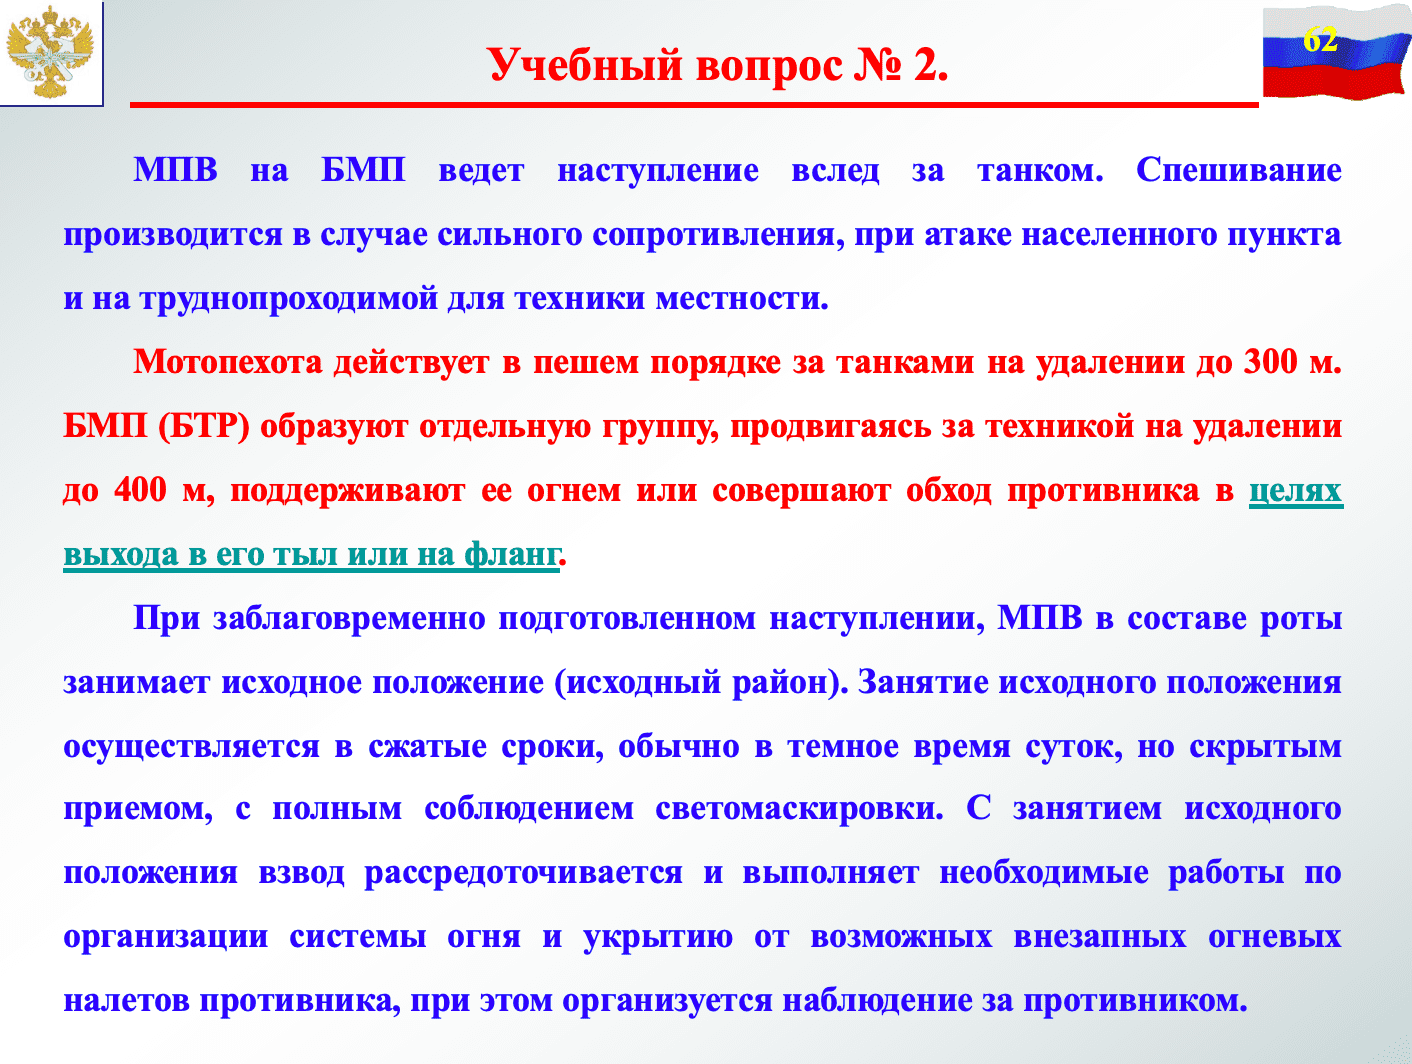 62
Учебный вопрос № 2.
МПВ на БМП ведет наступление вслед за танком. Спешивание
производится в случае сильного сопротивления, при атаке населенного пункта
и на труднопроходимой для техники местности.
Мотопехота действует в пешем порядке за танками на удалении до 300 м.
БМП (БТР) образуют отдельную группу, продвигаясь за техникой на удалении
до 400 м, поддерживают ее огнем или совершают обход противника в целях
выхода в его тыл или на фланг.
При заблаговременно подготовленном наступлении, МПВ в составе роты
занимает исходное положение (исходный район). Занятие исходного положения
осуществляется в сжатые сроки, обычно в темное время суток, но скрытым
приемом, с полным соблюдением светомаскировки. С занятием исходного
положения взвод рассредоточивается и выполняет необходимые работы по
организации системы огня и укрытию от возможных внезапных огневых
налетов противника, при этом организуется наблюдение за противником.